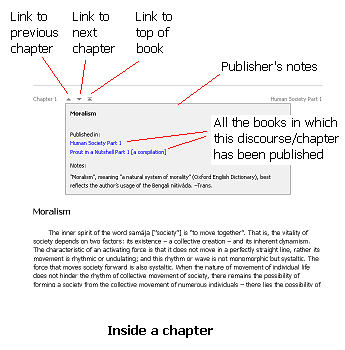 Link to previous chapter
Link to next chapter
Link to top of book
Publisher's notes
Chapter 1
Human Society Part 1
Moralism
Published in:
Human Society Part 1
Prout in a Nutshell Part 1 [a compilation]
All the books in which
this discourse/chapter
has been published
Notes:
"Moralism", meaning "a natural system of morality" (Oxford English Dictionary), best
reflects the author's usage of the Bengali niitiváda. –Trans.
Moralism
The inner spirit of the word samája ["society"] is "to move together". That is, the vitality of
society depends on two factors: its existence – a collective creation – and its inherent dynamism.
The characteristic of an activating force is that it does not move in a perfectly straight line, rather its
movement is rhythmic or undulating; and this rhythm or wave is not monomorphic but systaltic. The
force that moves society forward is also systaltic. When the nature of movement of individual life
does not hinder the rhythm of collective movement of society, there remains the possibility of
forming a society from the collective movement of numerous individuals – there lies the possibility of
Inside a chapter